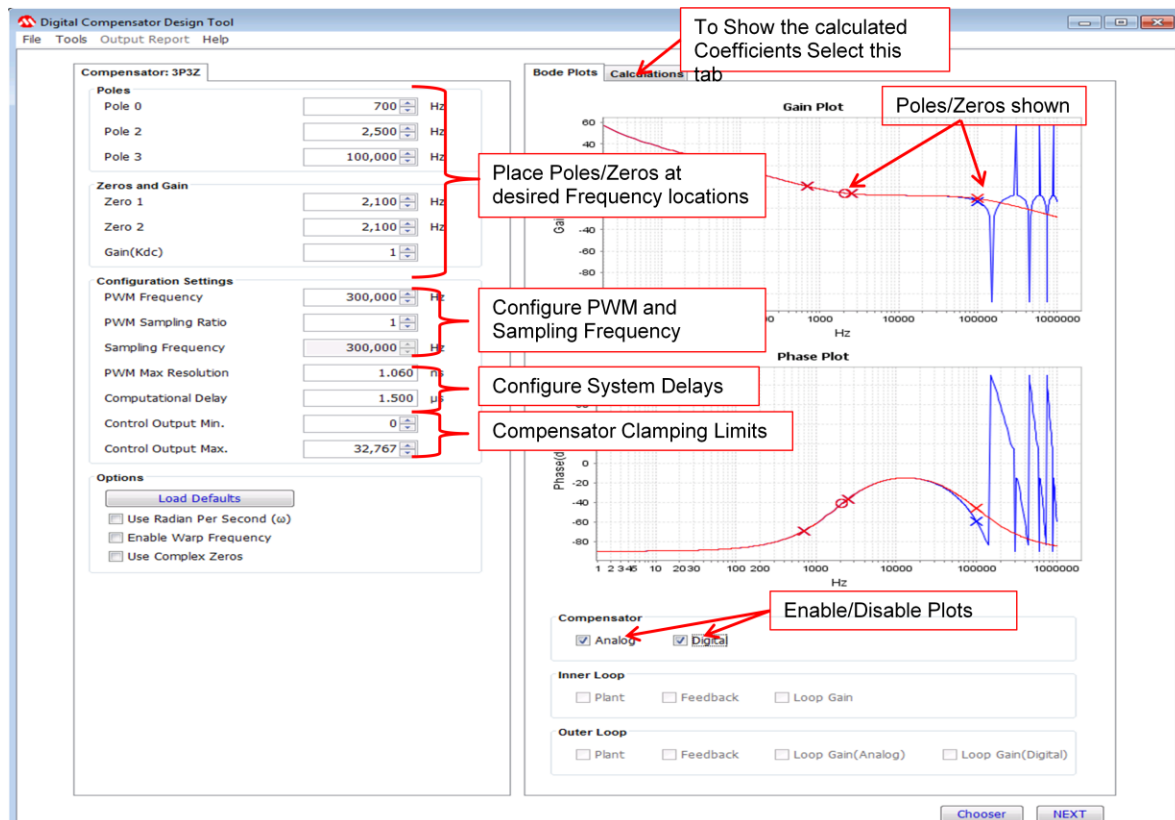 Digital Compensator Design Tool
File Tools Output Report Help
To Show the calculated
Coefficients Select this
tab
Compensator: 3P3Z
Poles
Pole 0 700 Hz
Pole 2 2,500 Hz
Pole 3 100,000 Hz
Zeros and Gain
Zero 1 2,100 Hz
Zero 2 2,100 Hz
Gain(Kdc) 1
Place Poles/Zeros at
desired Frequency locations
Configuration Settings
PWM Frequency 300,000 Hz
PWM Sampling Ratio 1
Sampling Frequency 300,000 Hz
Configure PWM and
Sampling Frequency
PWM Max Resolution 1.060 ns
Computational Delay 1.500 µs
Configure System Delays
Control Output Min. 0
Control Output Max. 32,767
Compensator Clamping Limits
Options
Load Defaults
Use Radian Per Second (ω)
Enable Warp Frequency
Use Complex Zeros
Bode Plots Calculations
Gain Plot
Poles/Zeros shown
60
40
20
-40
-60
-80
1000 10000 100000 1000000
Hz
Phase Plot
0
-20
-40
-60
-80
Phase(d
1 2 345 10 20 30 100 200 1000 10000 100000 1000000
Hz
Enable/Disable Plots
Compensator
Analog Digital
Inner Loop
Plant Feedback Loop Gain
Outer Loop
Plant Feedback Loop Gain(Analog) Loop Gain(Digital)
Chooser NEXT